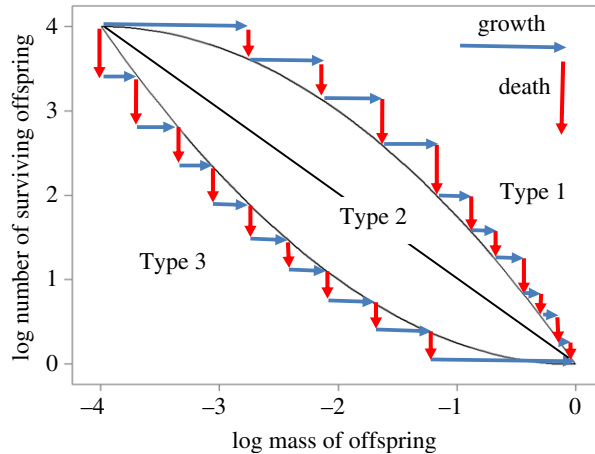 growth
death
Type 1
Type 2
Type 3
4
3
2
1
0
–4
–3
–2
–1
0
log number of surviving offspring
log mass of offspring